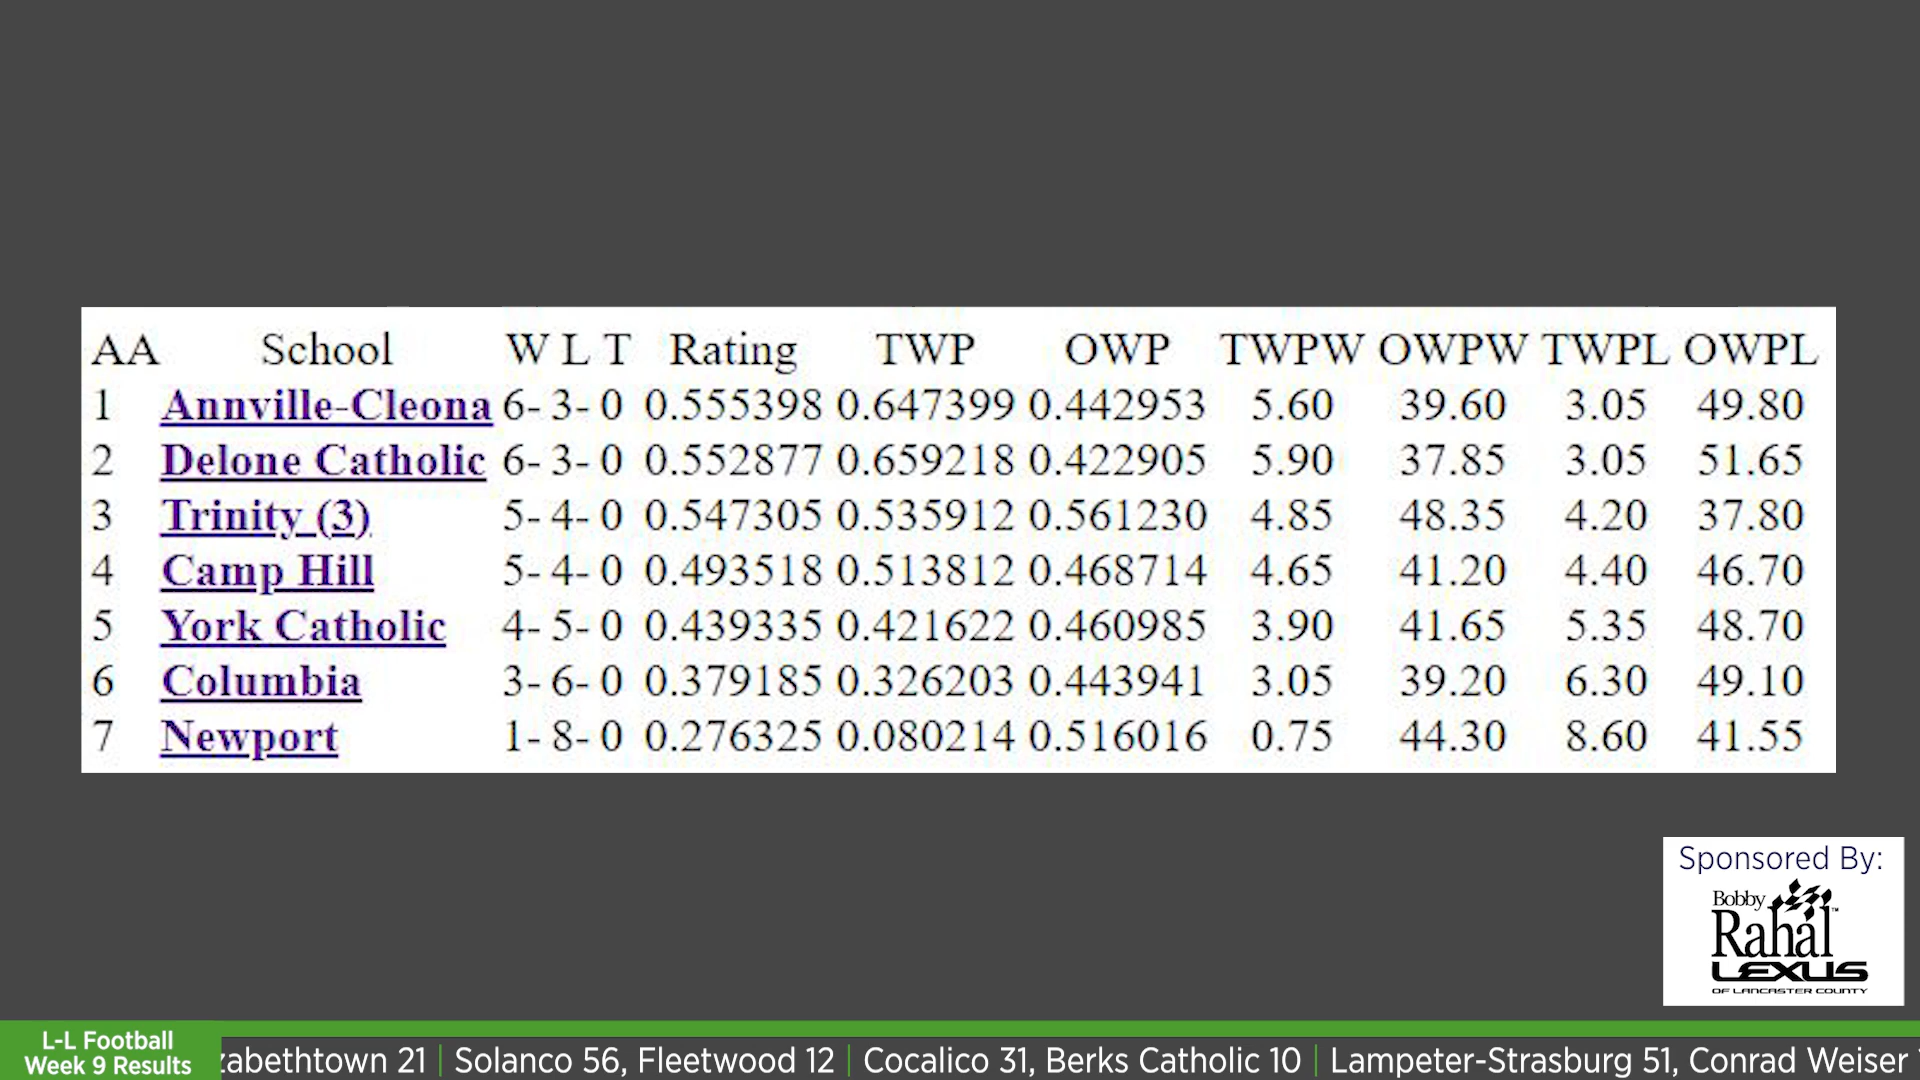 AA School W L T Rating TWP OWP TWPW OWPW TWPL OWPL
1 Annville-Cleona 6- 3- 0 0.555398 0.647399 0.442953 5.60 39.60 3.05 49.80
2 Delone Catholic 6- 3- 0 0.552877 0.659218 0.422905 5.90 37.85 3.05 51.65
3 Trinity (3) 5- 4- 0 0.547305 0.535912 0.561230 4.85 48.35 4.20 37.80
4 Camp Hill 5- 4- 0 0.493518 0.513812 0.468714 4.65 41.20 4.40 46.70
5 York Catholic 4- 5- 0 0.439335 0.421622 0.460985 3.90 41.65 5.35 48.70
6 Columbia 3- 6- 0 0.379185 0.326203 0.443941 3.05 39.20 6.30 49.10
7 Newport 1- 8- 0 0.276325 0.080214 0.516016 0.75 44.30 8.60 41.55
Sponsored By:
Bobby
Rahal™
LEXUS
OF LANCASTER COUNTY
L-L Football
Week 9 Results
zabethtown 21 | Solanco 56, Fleetwood 12 | Cocalico 31, Berks Catholic 10 | Lampeter-Strasburg 51, Conrad Weiser